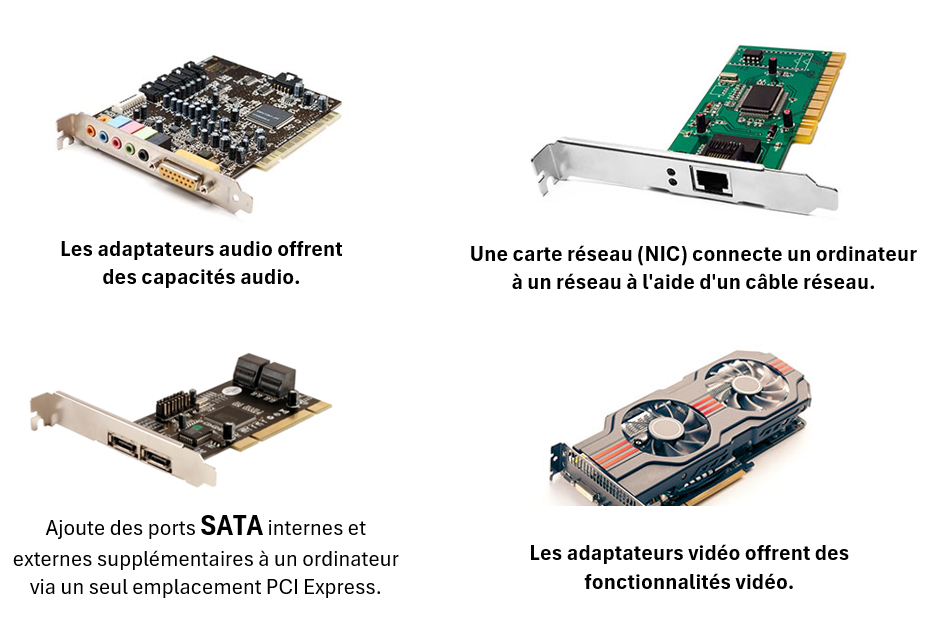 Les adaptateurs audio offrent
des capacités audio.
Une carte réseau (NIC) connecte un ordinateur
à un réseau à l'aide d'un câble réseau.
Ajoute des ports SATA internes et
externes supplémentaires à un ordinateur
via un seul emplacement PCI Express.
Les adaptateurs vidéo offrent des
fonctionnalités vidéo.